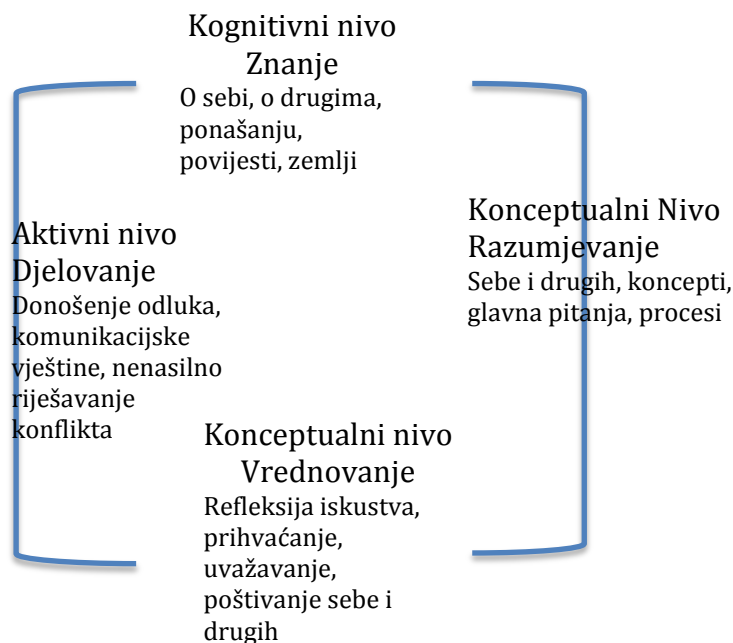 Kognitivni nivo
Znanje
O sebi, o drugima,
ponašanju,
povijesti, zemlji
Konceptualni Nivo
Razumjevanje
Sebe i drugih, koncepti,
glavna pitanja, procesi
Aktivni nivo
Djelovanje
Donošenje odluka,
komunikacijske
vještine, nenasilno
riješavanje
konflikta
Konceptualni nivo
Vrednovanje
Refleksija iskustva,
prihvaćanje,
uvažavanje,
poštivanje sebe i
drugih